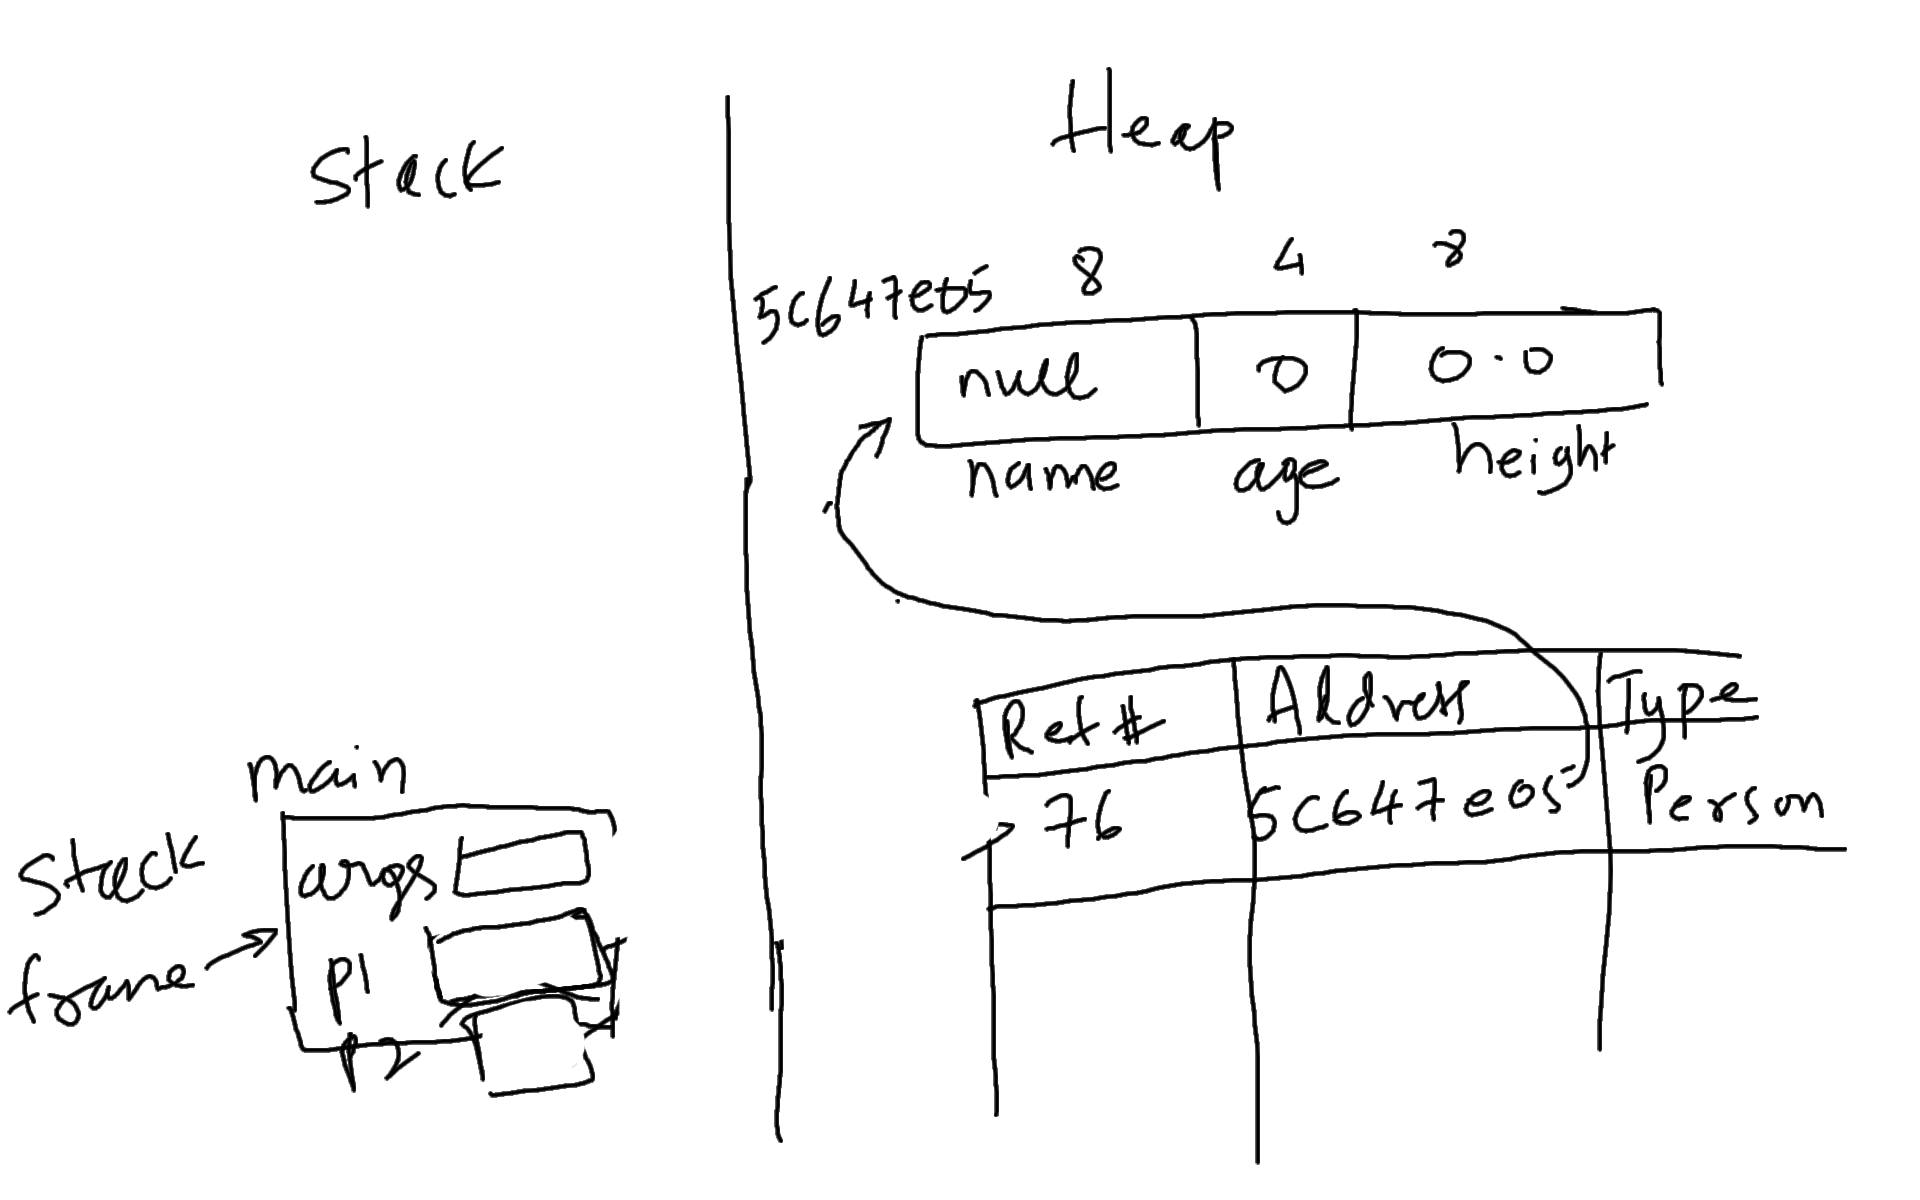 Stack
Heap
5c647e05 8 4 8
null 0 0.0
name age height
Ref # Address Type
76 5c647e05 Person
main
args
p1
p2
Stack
frame